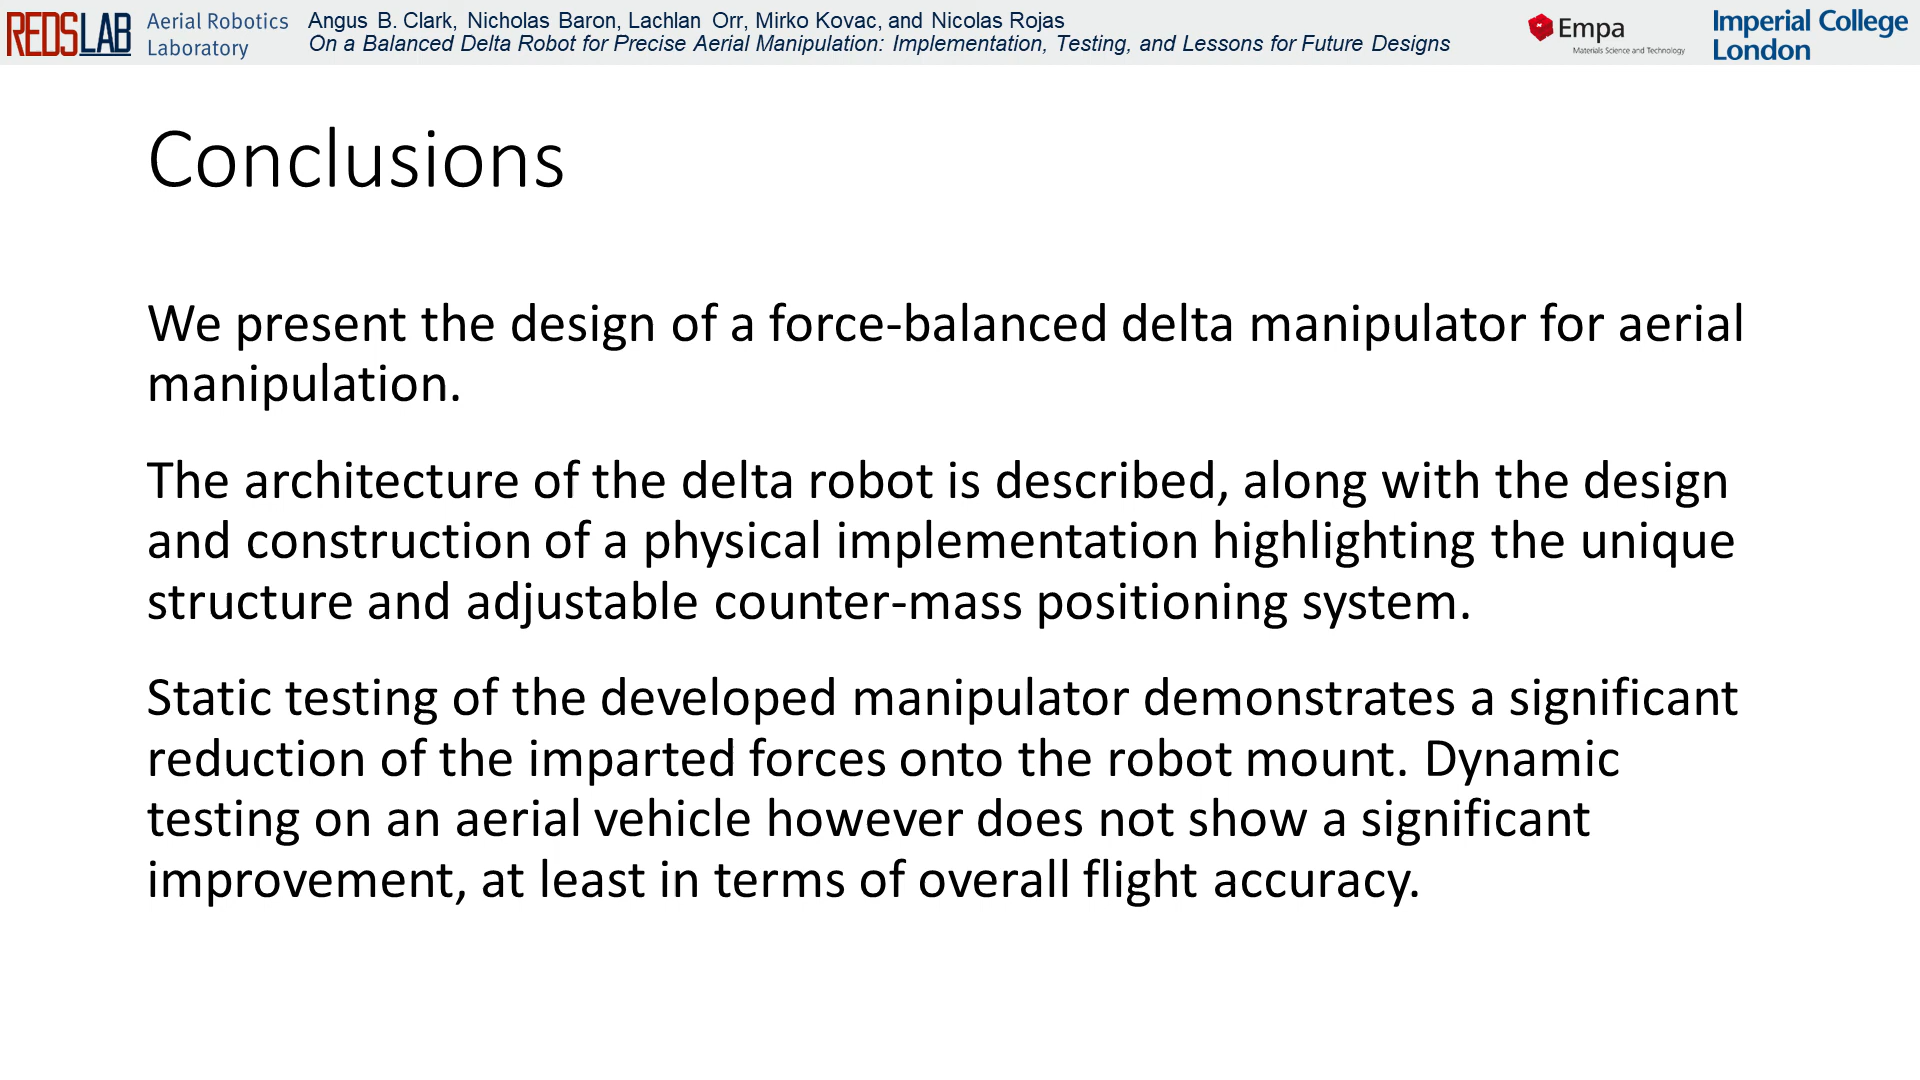 REDSLAB
Aerial Robotics
Laboratory
Angus B. Clark, Nicholas Baron, Lachlan Orr, Mirko Kovac, and Nicolas Rojas
On a Balanced Delta Robot for Precise Aerial Manipulation: Implementation, Testing, and Lessons for Future Designs
Empa
Materials Science and Technology
Imperial College
London
Conclusions
We present the design of a force-balanced delta manipulator for aerial
manipulation.
The architecture of the delta robot is described, along with the design
and construction of a physical implementation highlighting the unique
structure and adjustable counter-mass positioning system.
Static testing of the developed manipulator demonstrates a significant
reduction of the imparted forces onto the robot mount. Dynamic
testing on an aerial vehicle however does not show a significant
improvement, at least in terms of overall flight accuracy.